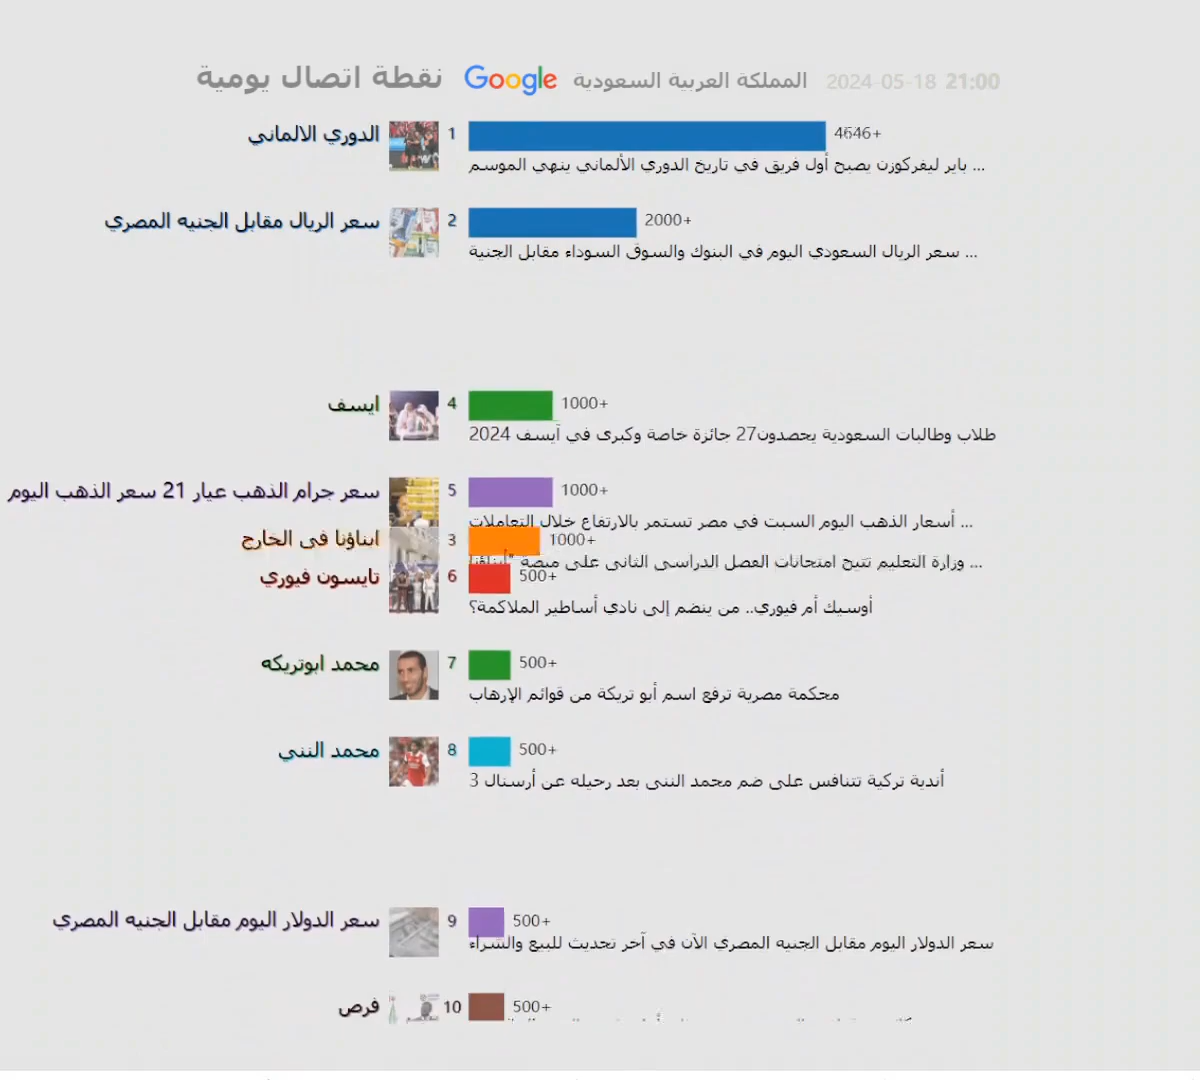 نقطة اتصال يومية Google المملكة العربية السعودية 2024-05-18 21:00
الدوري الالماني 1 4646+
باير ليفركوزن يصبح أول فريق في تاريخ الدوري الألماني ينهي الموسم ...
سعر الريال مقابل الجنيه المصري 2 2000+
سعر الريال السعودي اليوم في البنوك والسوق السوداء مقابل الجنية ...
ايسف 4 1000+
طلاب وطالبات السعودية يحصدون27 جائزة خاصة وكبرى في آيسف 2024
سعر جرام الذهب عيار 21 سعر الذهب اليوم 5 1000+
أسعار الذهب اليوم السبت في مصر تستمر بالارتفاع خلال التعاملات ...
ابناؤنا في الخارج 3 1000+
وزارة التعليم تتيح امتحانات الفصل الدراسي الثاني على منصة "أبناؤنا ...
تايسون فيوري 6 500+
أوسيك أم فيوري.. من ينضم إلى نادي أساطير الملاكمة؟
محمد ابوتريكه 7 500+
محكمة مصرية ترفع اسم أبو تريكة من قوائم الإرهاب
محمد النني 8 500+
3 أندية تركية تتنافس على ضم محمد النني بعد رحيله عن أرسنال
سعر الدولار اليوم مقابل الجنيه المصري 9 500+
سعر الدولار اليوم مقابل الجنيه المصري الآن في آخر تحديث للبيع والشراء
فرص 10 500+